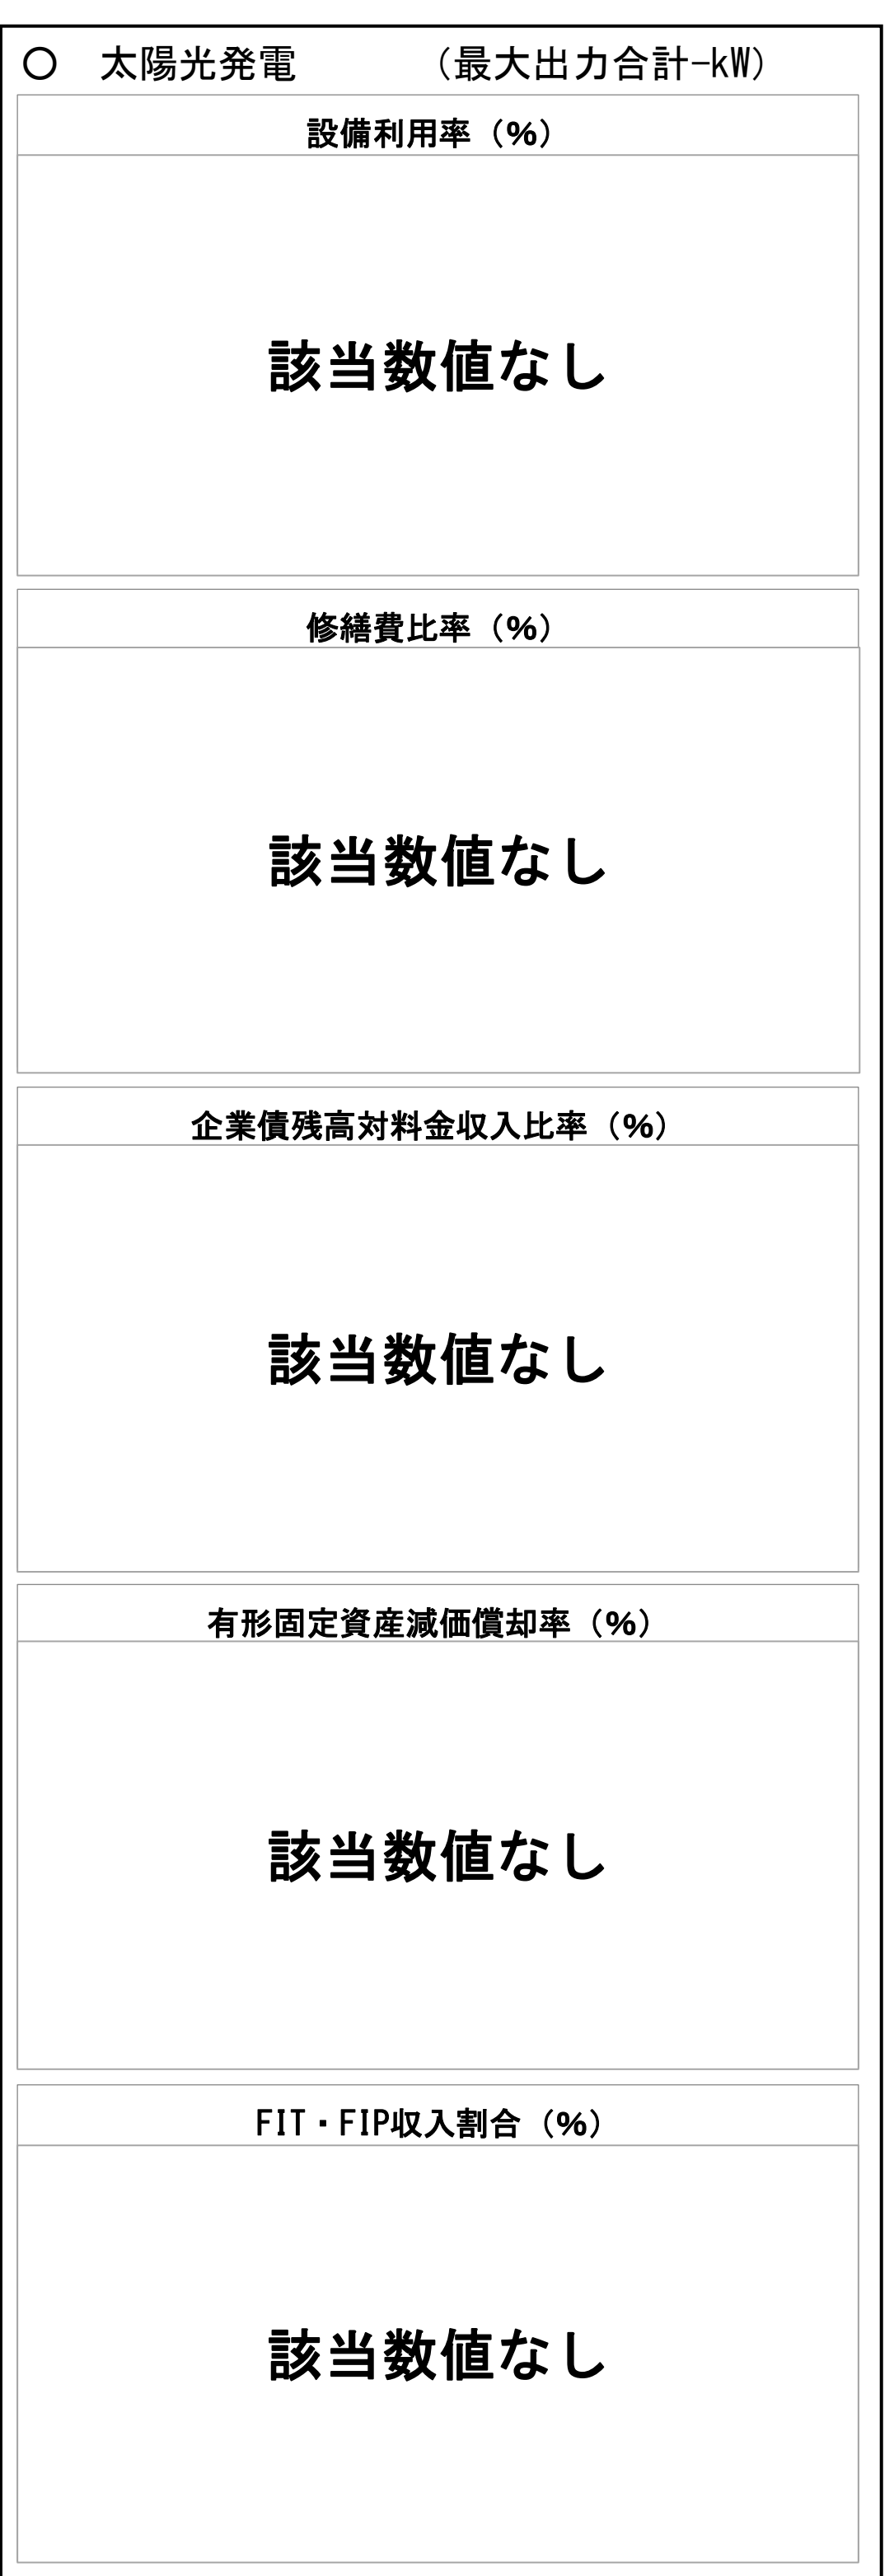 ○　太陽光発電　　　（最大出力合計-kW）
設備利用率（%）
該当数値なし
修繕費比率（%）
該当数値なし
企業債残高対料金収入比率（%）
該当数値なし
有形固定資産減価償却率（%）
該当数値なし
FIT・FIP収入割合（%）
該当数値なし